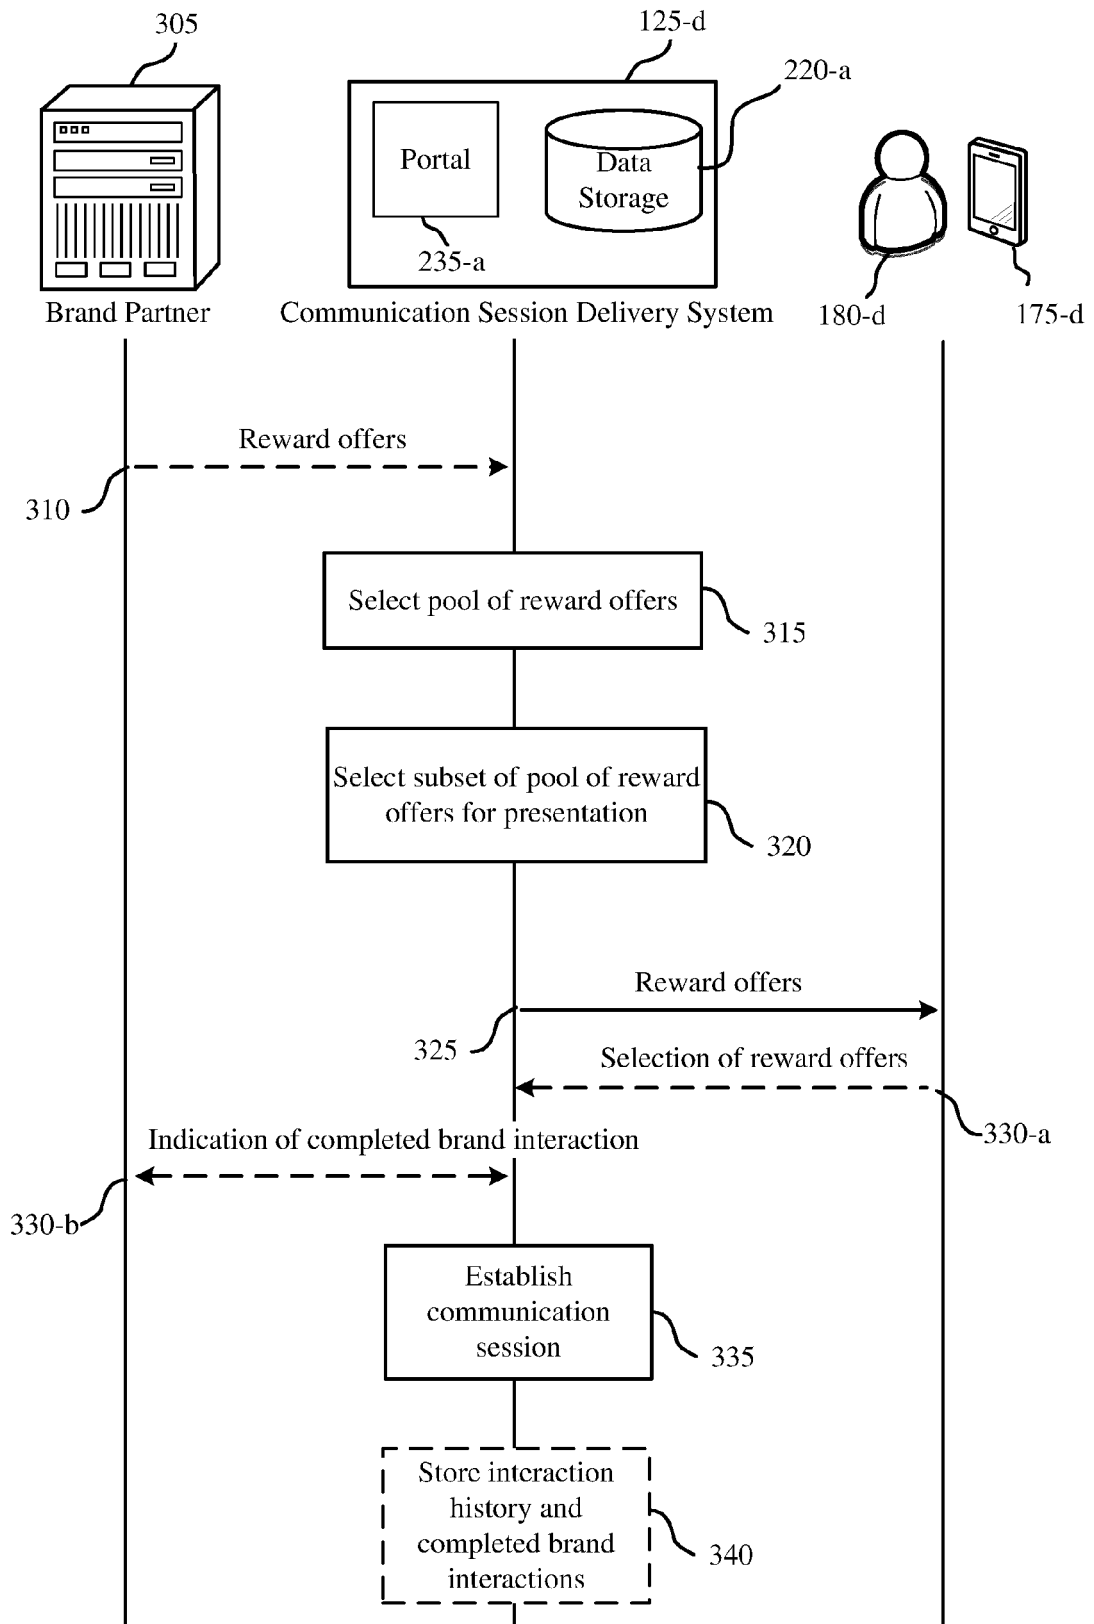 305
125-d
220-a
Portal
Data
Storage
235-a
Brand Partner
Communication Session Delivery System
180-d
175-d
Reward offers
310
Select pool of reward offers
315
Select subset of pool of reward
offers for presentation
320
Reward offers
325
Selection of reward offers
330-a
Indication of completed brand interaction
330-b
Establish
communication
session
335
Store interaction
history and
completed brand
interactions
340